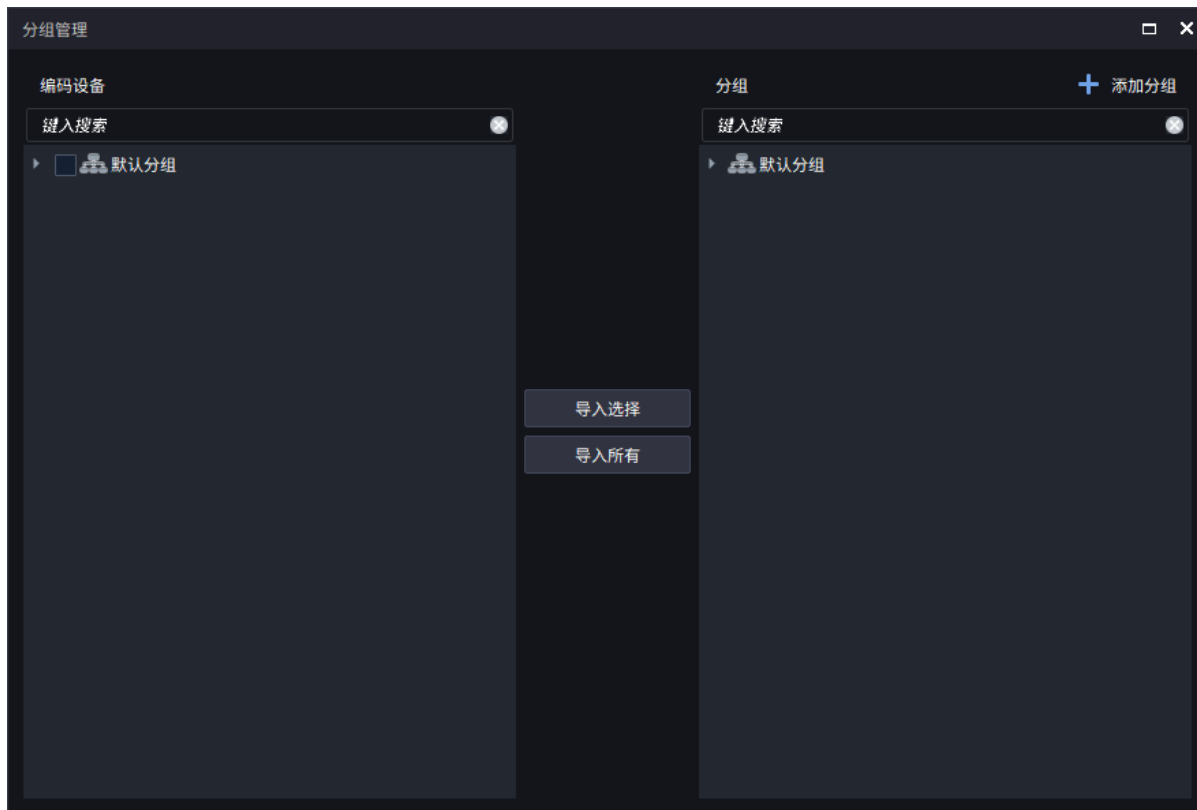 分组管理
编码设备
键入搜索
默认分组
导入选择
导入所有
分组
添加分组
键入搜索
默认分组